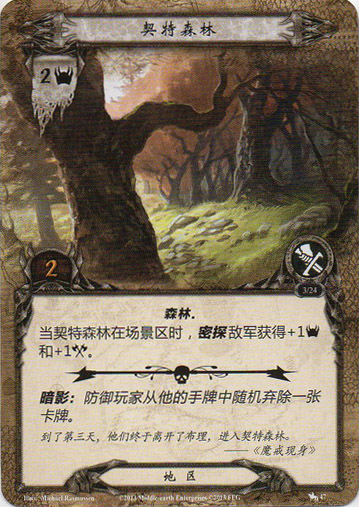 契特森林
2
2
3/24
森林.
当契特森林在场景区时，密探敌军获得+1
和+1。
暗影：防御玩家从他的手牌中随机弃除一张
卡牌。
到了第三天，他们终于离开了布理，进入契特森林。
——《魔戒现身》
地区
Illus. Michael Rasmussen
©2013 Middle-earth Enterprises ©2013 FFG
47